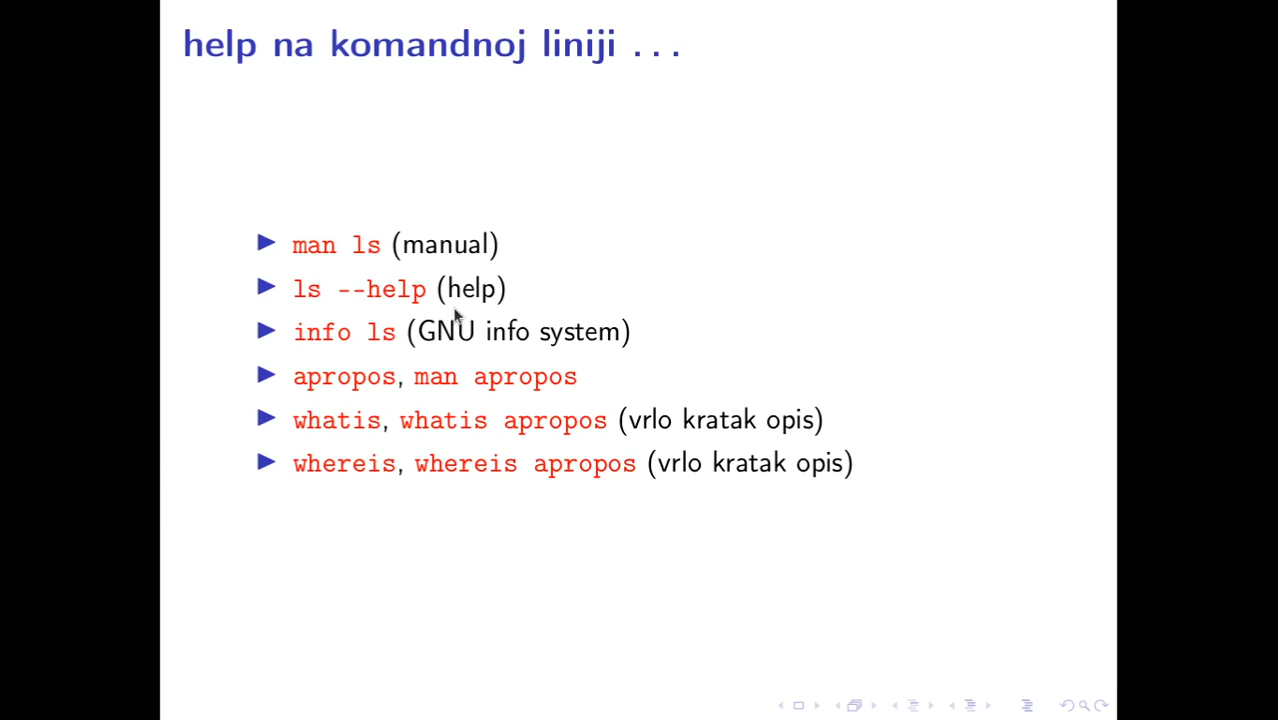 help na komandnoj liniji ...
man ls (manual)
ls --help (help)
info ls (GNU info system)
apropos, man apropos
whatis, whatis apropos (vrlo kratak opis)
whereis, whereis apropos (vrlo kratak opis)